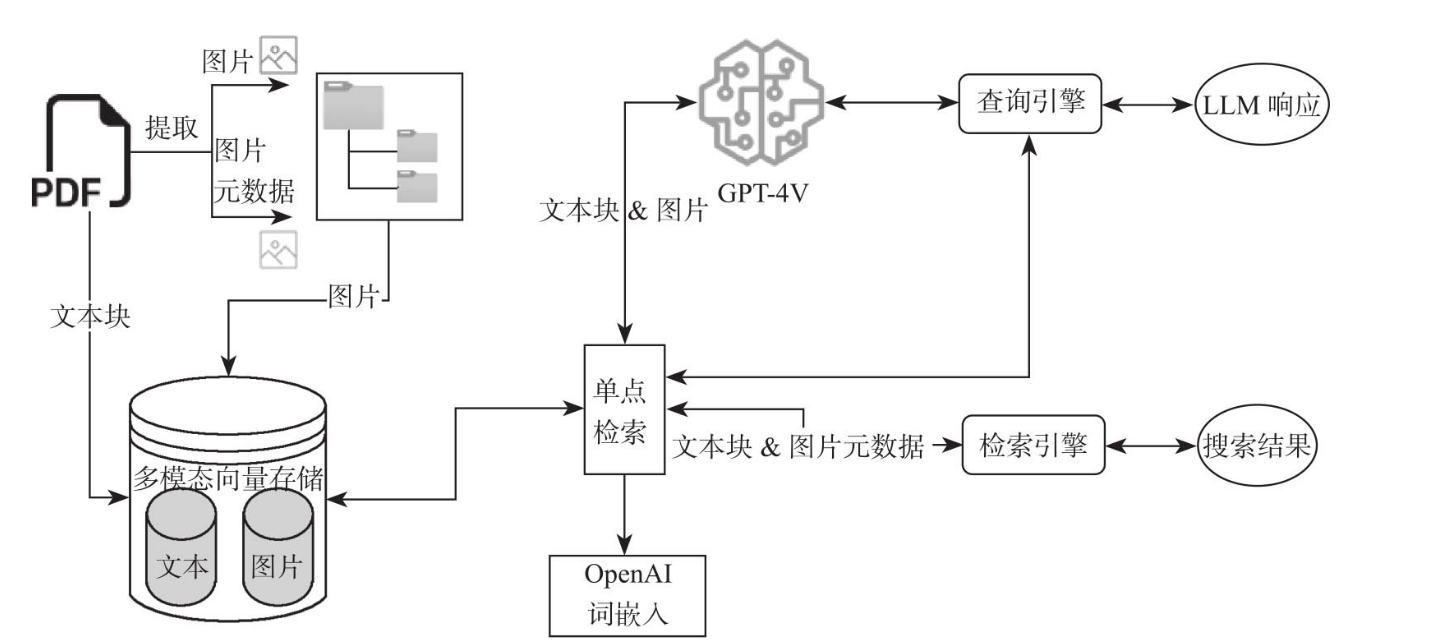 图片
提取
PDF
图片
元数据
图片
文本块
多模态向量存储
文本
图片
GPT-4V
文本块 & 图片
查询引擎
LLM 响应
单点
检索
文本块 & 图片元数据
检索引擎
搜索结果
OpenAI
词嵌入